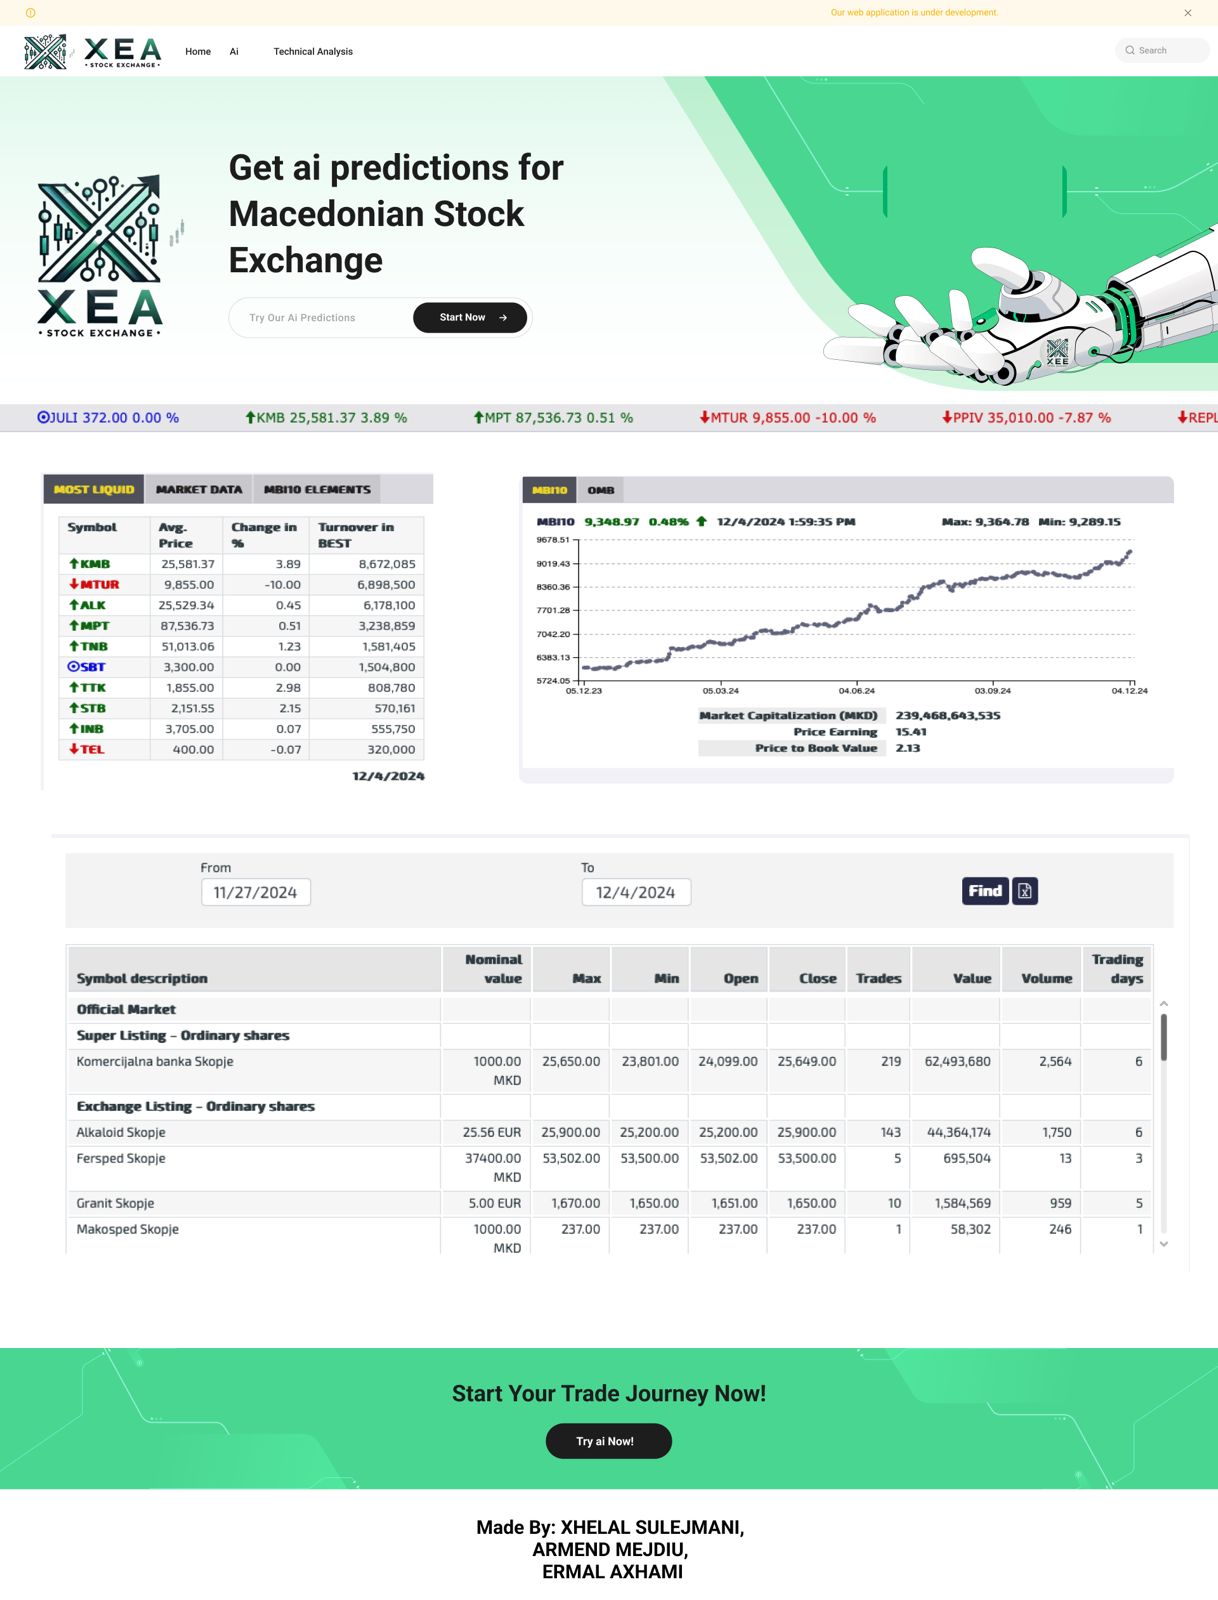 Our web application is under development.
XEA
• STOCK EXCHANGE •
Home Ai Technical Analysis
Search
Get ai predictions for
Macedonian Stock
Exchange
XEA
• STOCK EXCHANGE •
Try Our Ai Predictions Start Now →
XEE
JULI 372.00 0.00 % KMB 25,581.37 3.89 % MPT 87,536.73 0.51 % MTUR 9,855.00 -10.00 % PPIV 35,010.00 -7.87 % REPL
MOST LIQUID MARKET DATA MBI10 ELEMENTS
Symbol Avg. Price Change in % Turnover in BEST
KMB 25,581.37 3.89 8,672,085
MTUR 9,855.00 -10.00 6,898,500
ALK 25,529.34 0.45 6,178,100
MPT 87,536.73 0.51 3,238,859
TNB 51,013.06 1.23 1,581,405
SBT 3,300.00 0.00 1,504,800
TTK 1,855.00 2.98 808,780
STB 2,151.55 2.15 570,161
INB 3,705.00 0.07 555,750
TEL 400.00 -0.07 320,000
12/4/2024
MBI10 OMB
MBI10 9,348.97 0.48% 12/4/2024 1:59:35 PM Max: 9,364.78 Min: 9,289.15
9678.51
9019.43
8360.36
7701.28
7042.20
6383.13
5724.05
05.12.23 05.03.24 04.06.24 03.09.24 04.12.24
Market Capitalization (MKD) 239,468,643,535
Price Earning 15.41
Price to Book Value 2.13
From To
11/27/2024 12/4/2024 Find
Symbol description Nominal value Max Min Open Close Trades Value Volume Trading days
Official Market
Super Listing – Ordinary shares
Komercijalna banka Skopje 1000.00 MKD 25,650.00 23,801.00 24,099.00 25,649.00 219 62,493,680 2,564 6
Exchange Listing – Ordinary shares
Alkaloid Skopje 25.56 EUR 25,900.00 25,200.00 25,200.00 25,900.00 143 44,364,174 1,750 6
Fersped Skopje 37400.00 MKD 53,502.00 53,500.00 53,502.00 53,500.00 5 695,504 13 3
Granit Skopje 5.00 EUR 1,670.00 1,650.00 1,651.00 1,650.00 10 1,584,569 959 5
Makosped Skopje 1000.00 MKD 237.00 237.00 237.00 237.00 1 58,302 246 1
Start Your Trade Journey Now!
Try ai Now!
Made By: XHELAL SULEJMANI,
ARMEND MEJDIU,
ERMAL AXHAMI